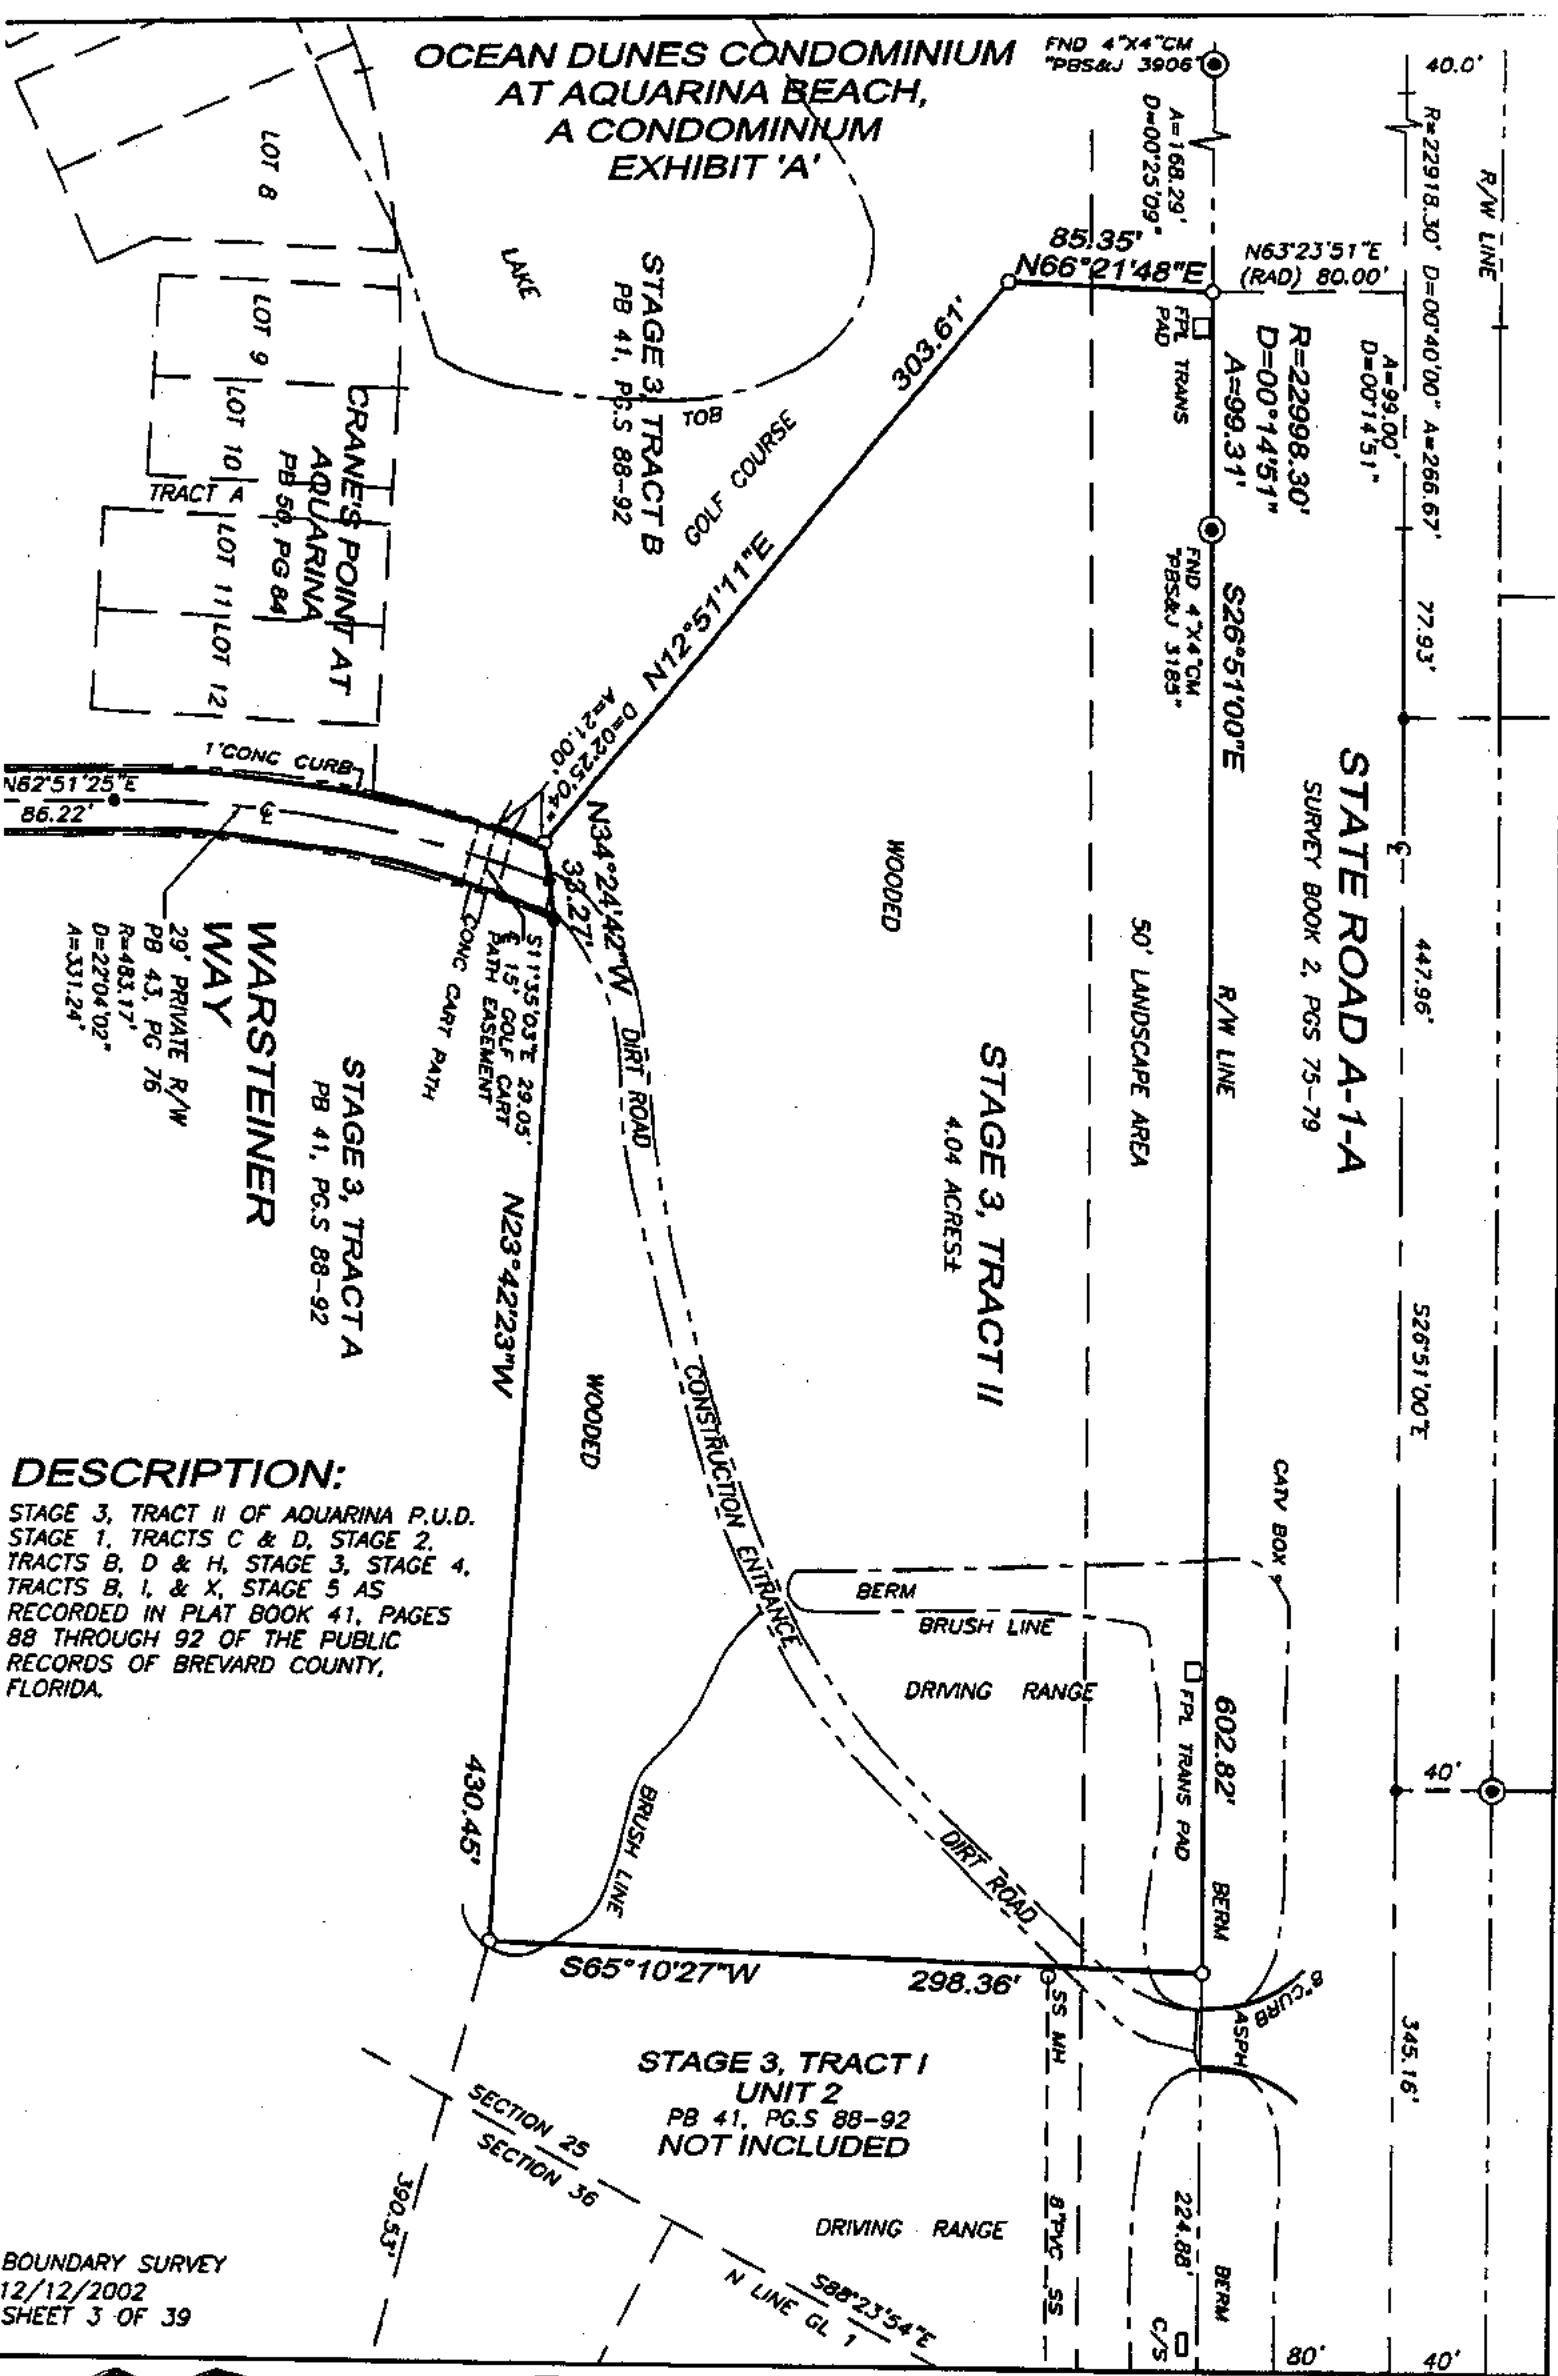 OCEAN DUNES CONDOMINIUM
AT AQUARINA BEACH,
A CONDOMINIUM
EXHIBIT 'A'
FND 4"X4"CM
"PBS&J 3906"
40.0'
A=168.29'
D=00°25'09"
R=22918.30' D=00°40'00" A=266.67'
R/W LINE
85.35'
N66°21'48"E
N63°23'51"E
(RAD) 80.00'
FPL TRANS
PAD
R=22998.30'
D=00°14'51"
A=99.31'
A=99.00'
D=00°14'51"
LOT 8
LAKE
STAGE 3, TRACT B
PB 41, PG.S 88-92
303.61'
TOB
GOLF COURSE
LOT 9
LOT 10
TRACT A
LOT 11
LOT 12
CRANE'S POINT AT
AQUARINA
PB 50, PG 84
N12°51'11"E
FND 4"X4"CM
"PBS&J 3185"
S26°51'00"E
77.93'
STATE ROAD A-1-A
SURVEY BOOK 2, PGS 75-79
℄
447.96'
D=02°25'04"
A=21.00'
1'CONC CURB
N62°51'25"E
86.22'
℄
N34°24'42"W
33.27'
WOODED
50' LANDSCAPE AREA
R/W LINE
S11°35'03"E 29.05'
℄ 15' GOLF CART
PATH EASEMENT
CONC CART PATH
DIRT ROAD
WARSTEINER
WAY
29' PRIVATE R/W
PB 43, PG 76
R=483.17'
D=22°04'02"
A=331.24'
STAGE 3, TRACT A
PB 41, PG.S 88-92
STAGE 3, TRACT II
4.04 ACRES±
N23°42'23"W
S26°51'00"E
WOODED
CONSTRUCTION ENTRANCE
CATV BOX
BERM
BRUSH LINE
DRIVING RANGE
FPL TRANS PAD
602.82'
40'
DESCRIPTION:
STAGE 3, TRACT II OF AQUARINA P.U.D.
STAGE 1, TRACTS C & D, STAGE 2,
TRACTS B, D & H, STAGE 3, STAGE 4,
TRACTS B, I, & X, STAGE 5 AS
RECORDED IN PLAT BOOK 41, PAGES
88 THROUGH 92 OF THE PUBLIC
RECORDS OF BREVARD COUNTY,
FLORIDA.
430.45'
BRUSH LINE
DIRT ROAD
BERM
S65°10'27"W
298.36'
6"CURB
ASPH
SS MH
345.16'
STAGE 3, TRACT I
UNIT 2
PB 41, PG.S 88-92
NOT INCLUDED
SECTION 25
SECTION 36
390.53'
DRIVING RANGE
8"PVC SS
224.88'
BERM
S88°23'54"E
N LINE GL 1
C/S
80'
40'
BOUNDARY SURVEY
12/12/2002
SHEET 3 OF 39